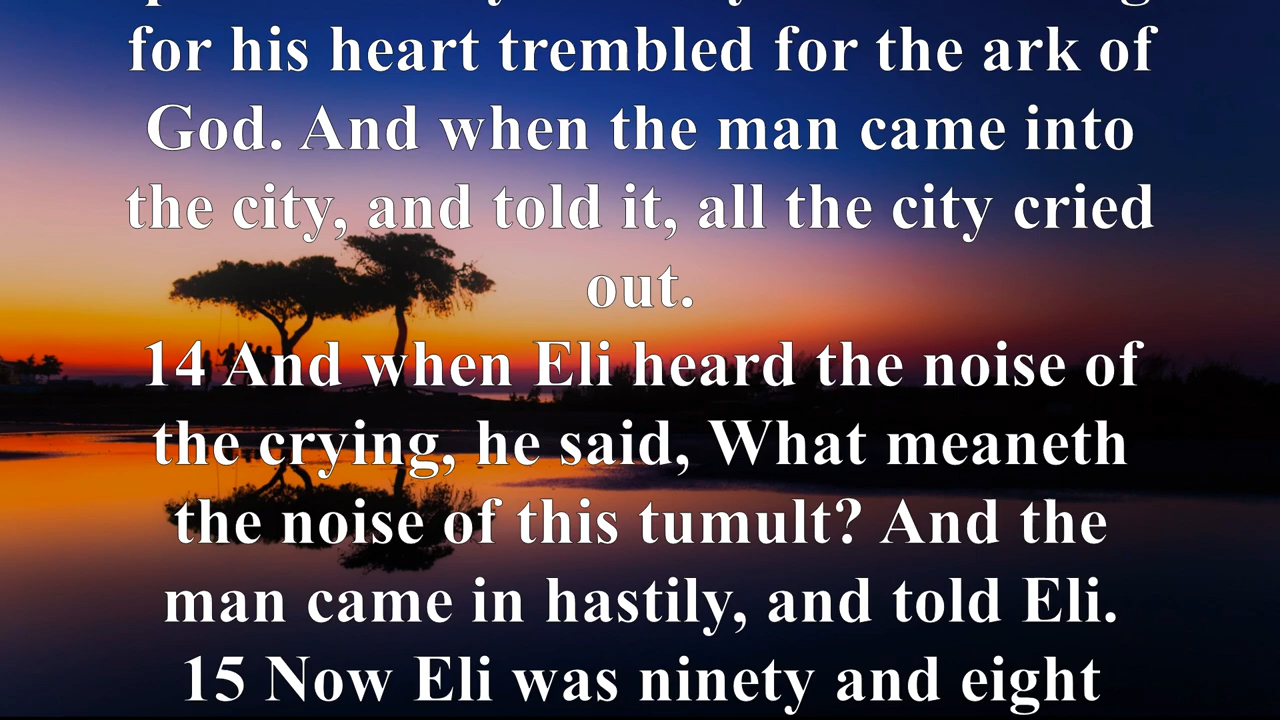 for his heart trembled for the ark of
God. And when the man came into
the city, and told it, all the city cried
out.
14 And when Eli heard the noise of
the crying, he said, What meaneth
the noise of this tumult? And the
man came in hastily, and told Eli.
15 Now Eli was ninety and eight